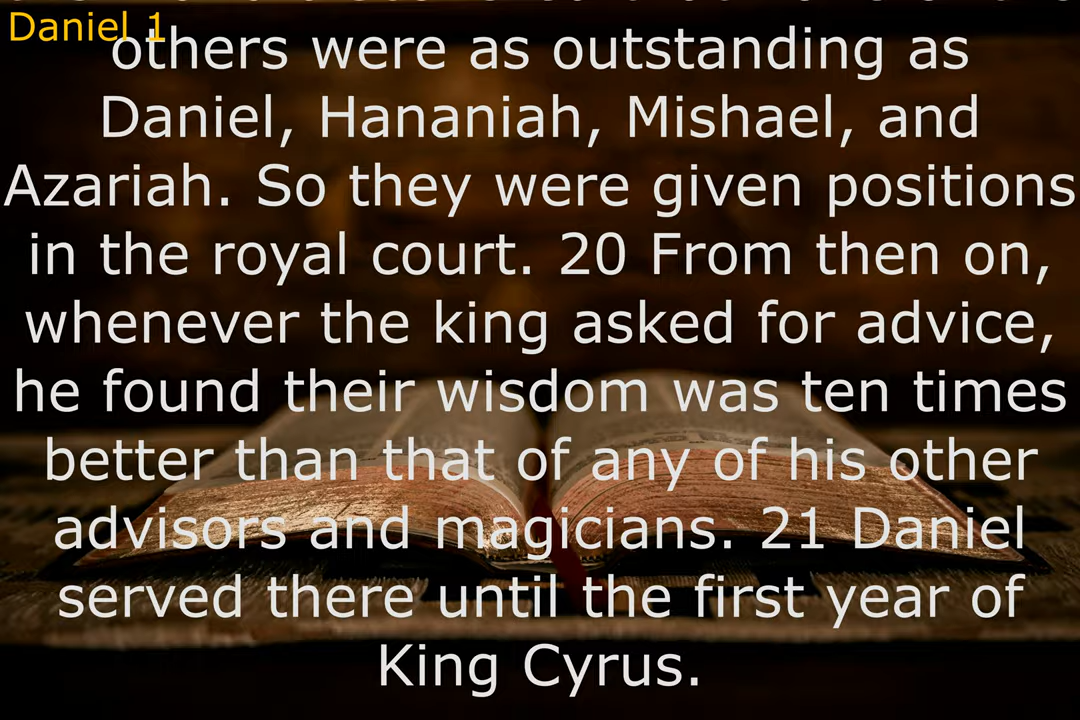 Daniel 1
others were as outstanding as
Daniel, Hananiah, Mishael, and
Azariah. So they were given positions
in the royal court. 20 From then on,
whenever the king asked for advice,
he found their wisdom was ten times
better than that of any of his other
advisors and magicians. 21 Daniel
served there until the first year of
King Cyrus.